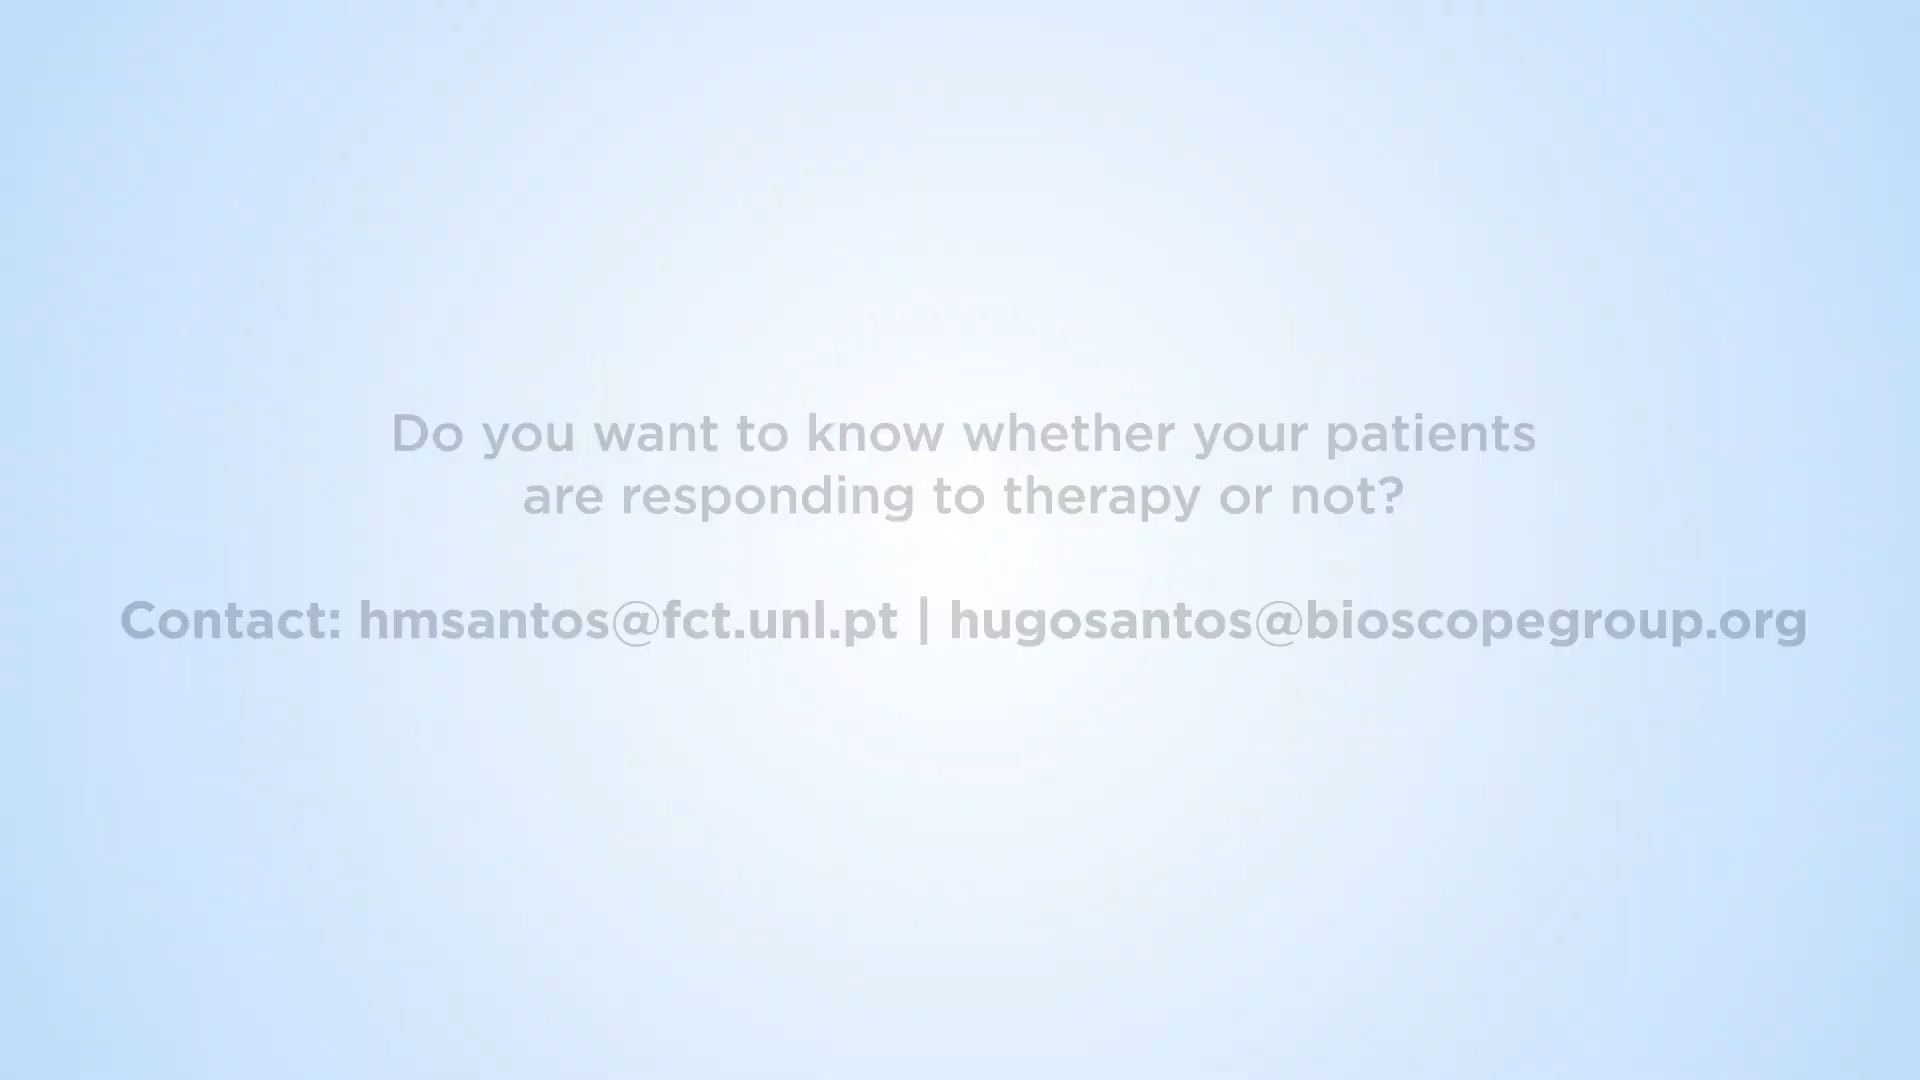 Do you want to know whether your patients
are responding to therapy or not?
Contact: hmsantos@fct.unl.pt | hugosantos@bioscopegroup.org